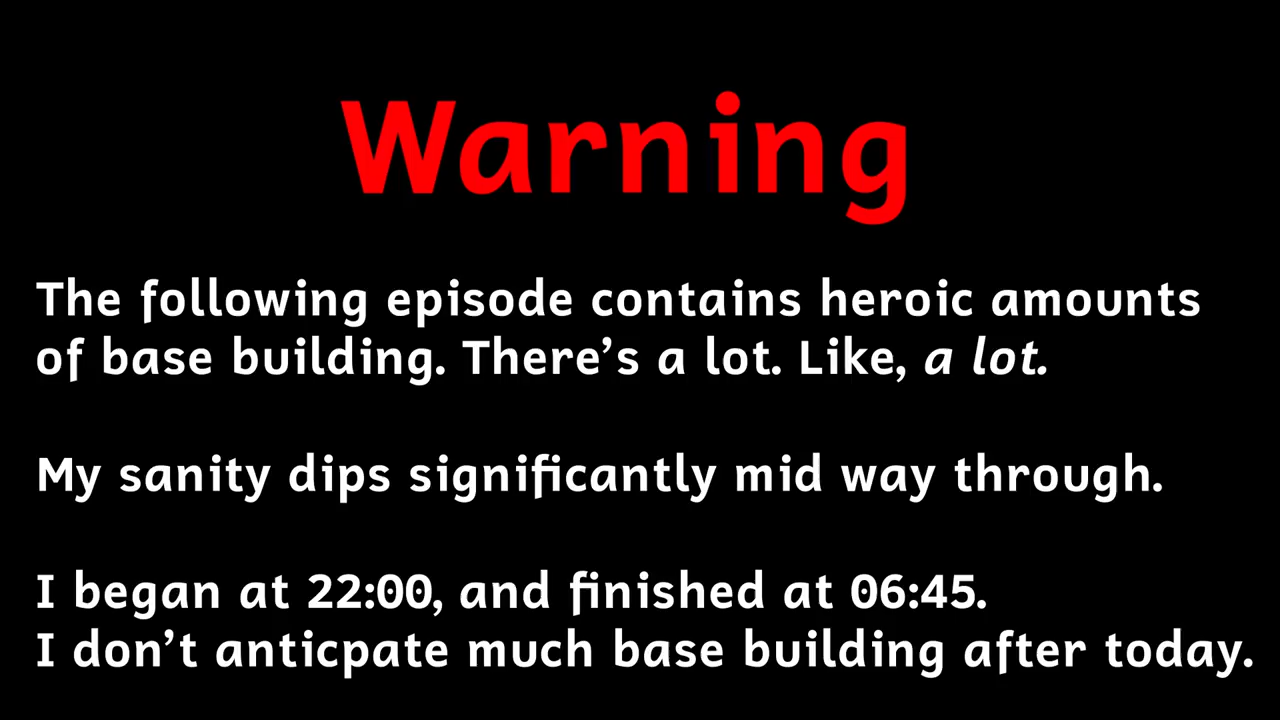 Warning
The following episode contains heroic amounts
of base building. There’s a lot. Like, a lot.
My sanity dips significantly mid way through.
I began at 22:00, and finished at 06:45.
I don’t anticpate much base building after today.